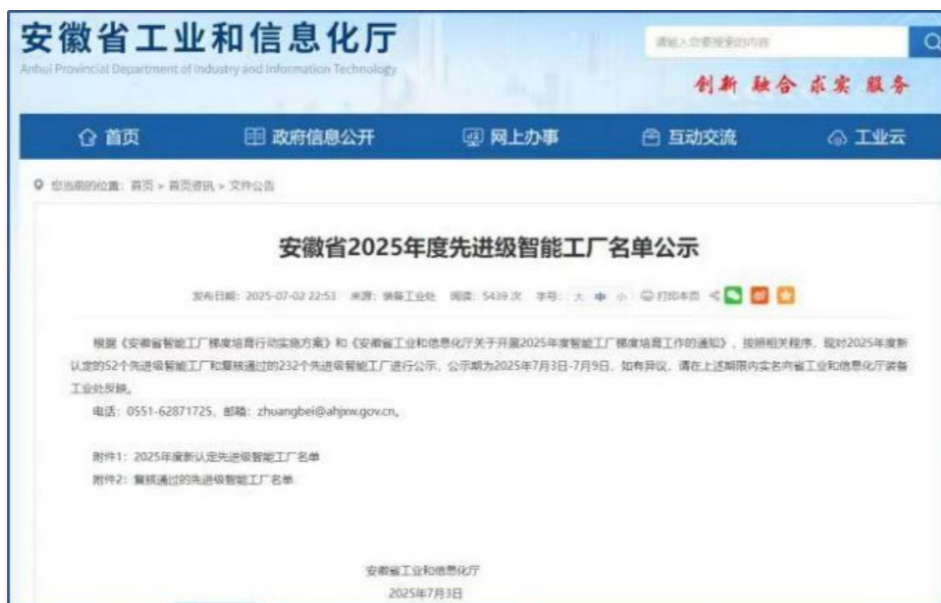 安徽省工业和信息化厅
Anhui Provincial Department of Industry and Information Technology
请输入您要搜索的内容
创新 融合 求实 服务
首页 政府信息公开 网上办事 互动交流 工业云
您当前的位置：首页 > 首页资讯 > 文件公告
安徽省2025年度先进级智能工厂名单公示
发布日期：2025-07-02 22:53 来源：装备工业处 阅读：5439 次 字号：大 中 小 打印本页
根据《安徽省智能工厂梯度培育行动实施方案》和《安徽省工业和信息化厅关于开展2025年度智能工厂梯度培育工作的通知》，按照相关程序，现对2025年度新
认定的52个先进级智能工厂和复核通过的232个先进级智能工厂进行公示，公示期为2025年7月3日-7月9日，如有异议，请在上述期限内实名向省工业和信息化厅装备
工业处反映。
电话：0551-62871725，邮箱：zhuangbei@ahjxw.gov.cn。
附件1：2025年度新认定先进级智能工厂名单
附件2：复核通过的先进级智能工厂名单
安徽省工业和信息化厅
2025年7月3日